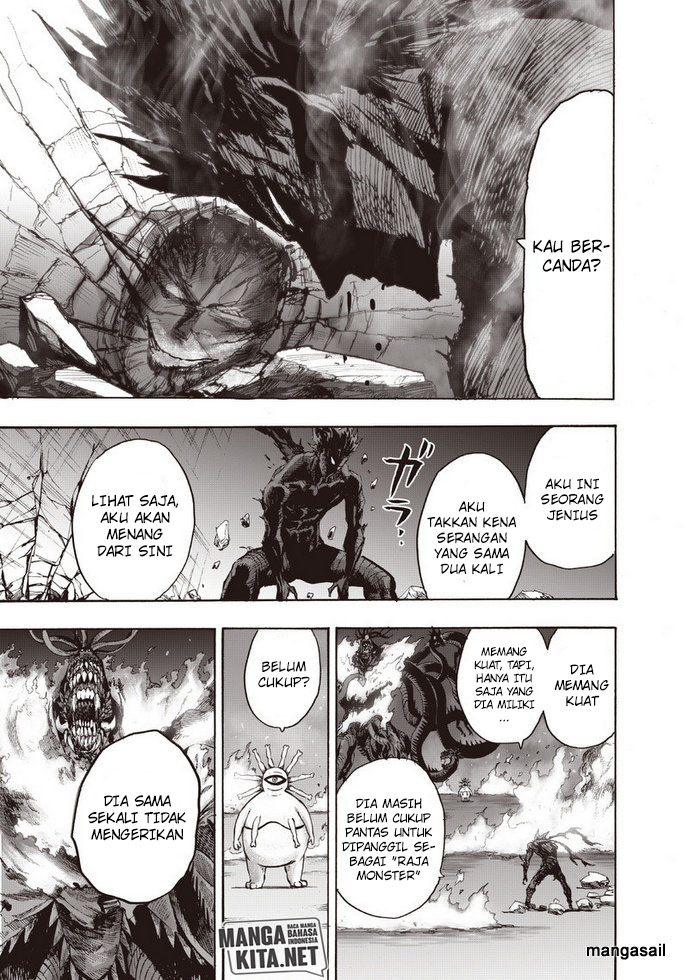 KAU BER-
CANDA?
AKU INI
SEORANG
JENIUS
AKU
TAKKAN KENA
SERANGAN
YANG SAMA
DUA KALI
ガラ・
LIHAT SAJA,
AKU AKAN
MENANG
DARI SINI
DIA
MEMANG
KUAT
MEMANG
KUAT, TAPI,
HANYA ITU
SAJA YANG
DIA MILIKI
...
DIA MASIH
BELUM CUKUP
PANTAS UNTUK
DIPANGGIL SE-
BAGAI "RAJA
MONSTER"
BELUM
CUKUP?
DIA SAMA
SEKALI TIDAK
MENGERIKAN
MANGA
BACA MANGA
BAHASA
INDONESIA
KITA.NET
mangasail